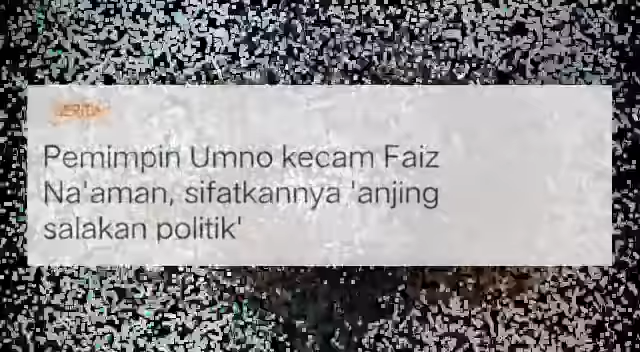 BERITA
Pemimpin Umno kecam Faiz
Na'aman, sifatkannya 'anjing
salakan politik'